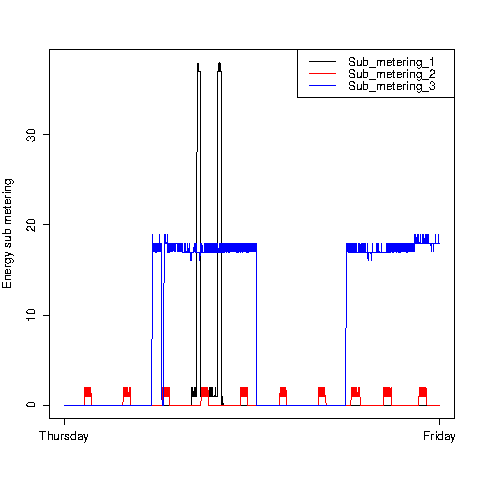 Sub_metering_1
Sub_metering_2
Sub_metering_3
Energy sub metering
30
20
10
0
Thursday
Friday